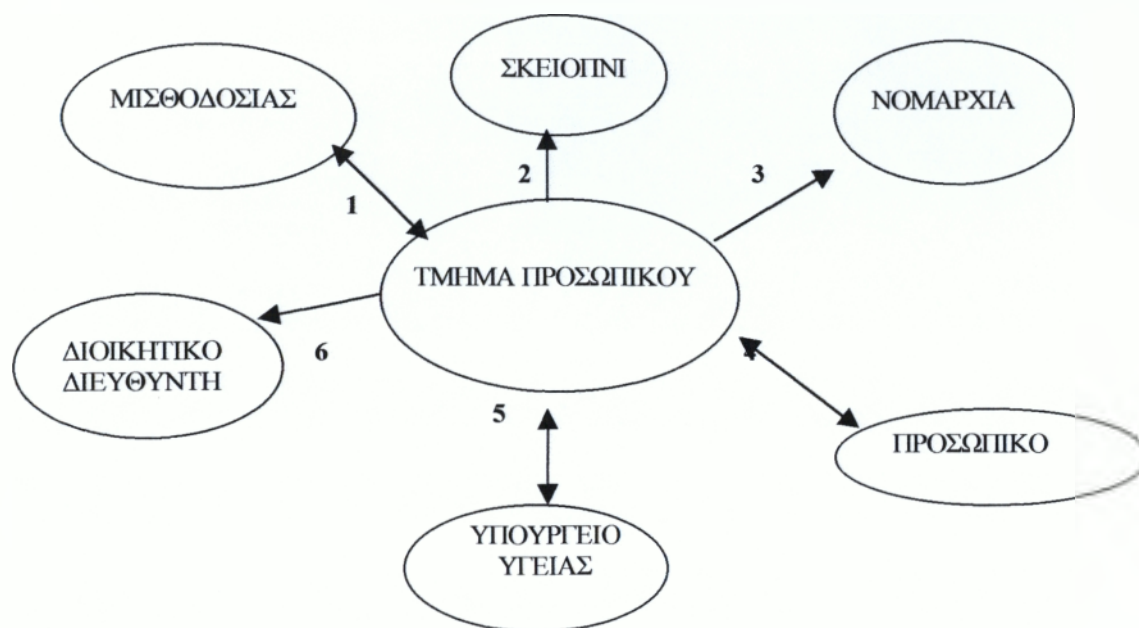 ΣΚΕΙΟΠΝΙ
ΜΙΣΘΟΔΟΣΙΑΣ
ΝΟΜΑΡΧΙΑ
2
3
1
ΤΜΗΜΑ ΠΡΟΣΩΠΙΚΟΥ
ΔΙΟΙΚΗΤΙΚΟ
ΔΙΕΥΘΥΝΤΗ
6
4
5
ΠΡΟΣΩΠΙΚΟ
ΥΠΟΥΡΓΕΙΟ
ΥΓΕΙΑΣ